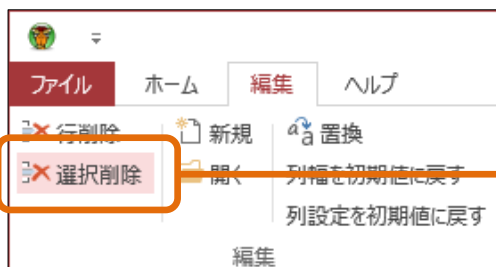 ファイル ホーム 編集 ヘルプ
行削除 新規 置換
選択削除 開く 列幅を初期値に戻す
列設定を初期値に戻す
編集